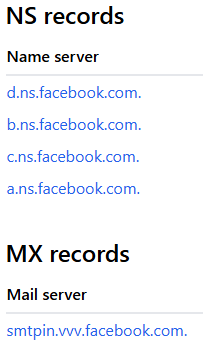 NS records
Name server
d.ns.facebook.com.
b.ns.facebook.com.
c.ns.facebook.com.
a.ns.facebook.com.
MX records
Mail server
smtpin.vvv.facebook.com.